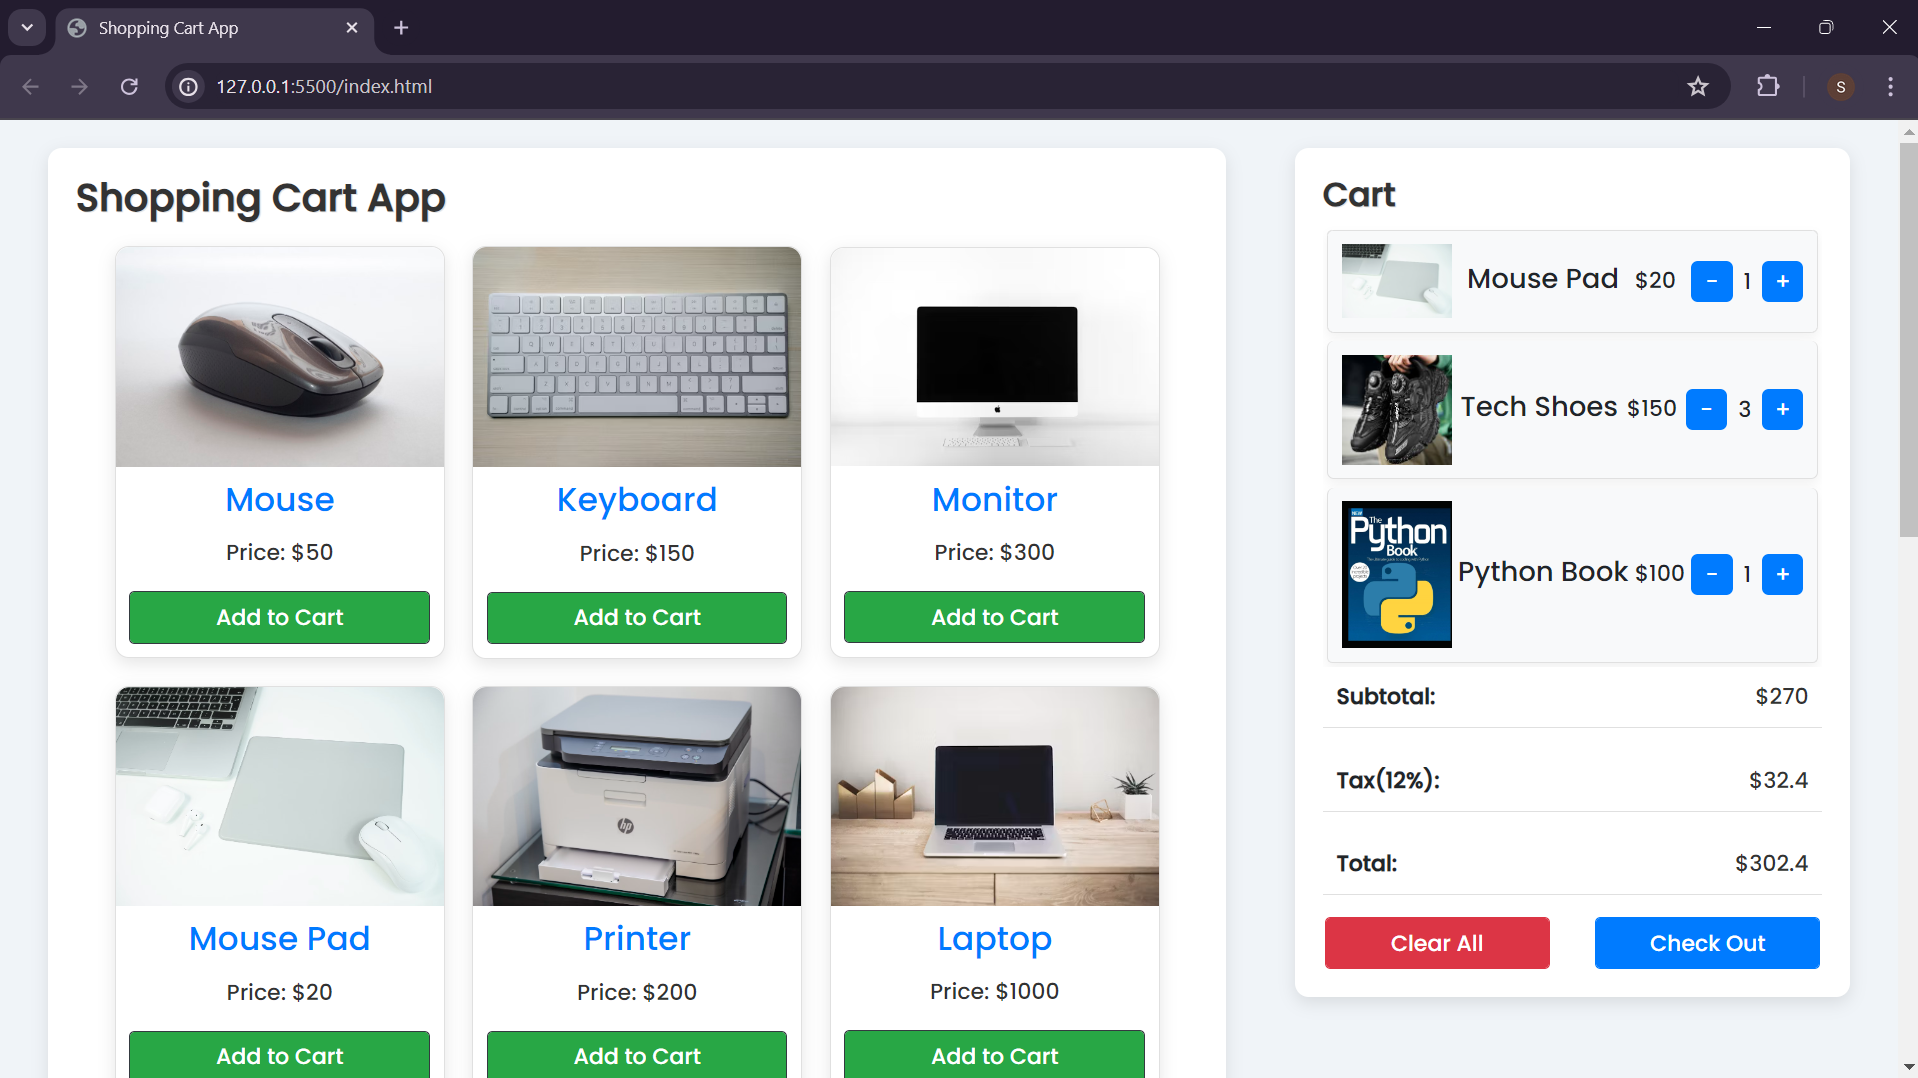 Shopping Cart App
127.0.0.1:5500/index.html
S
Shopping Cart App
Mouse
Price: $50
Add to Cart
Keyboard
Price: $150
Add to Cart
Monitor
Price: $300
Add to Cart
hp
Mouse Pad
Price: $20
Add to Cart
Printer
Price: $200
Add to Cart
Laptop
Price: $1000
Add to Cart
Cart
Mouse Pad $20 - 1 +
Tech Shoes $150 - 3 +
NEW
The
Python
Book
Python Book $100 - 1 +
Subtotal: $270
Tax(12%): $32.4
Total: $302.4
Clear All
Check Out